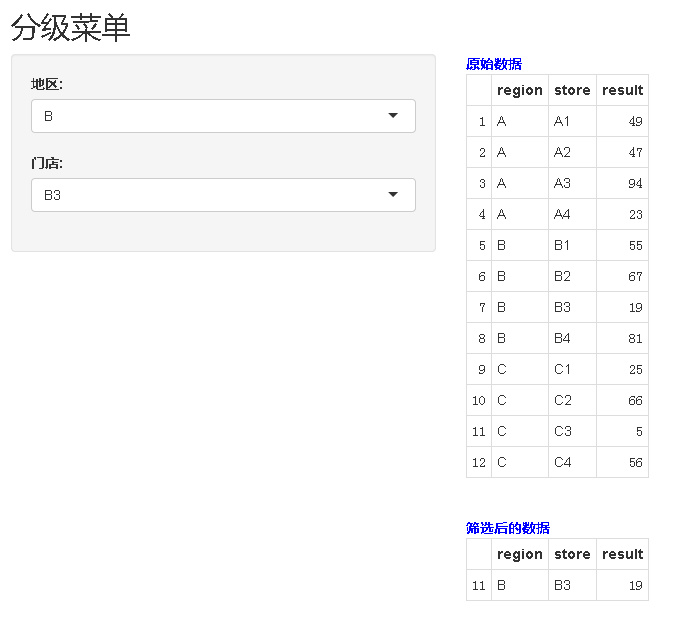 分级菜单
地区:
B
门店:
B3
原始数据
region store result
1 A A1 49
2 A A2 47
3 A A3 94
4 A A4 23
5 B B1 55
6 B B2 67
7 B B3 19
8 B B4 81
9 C C1 25
10 C C2 66
11 C C3 5
12 C C4 56
筛选后的数据
region store result
11 B B3 19